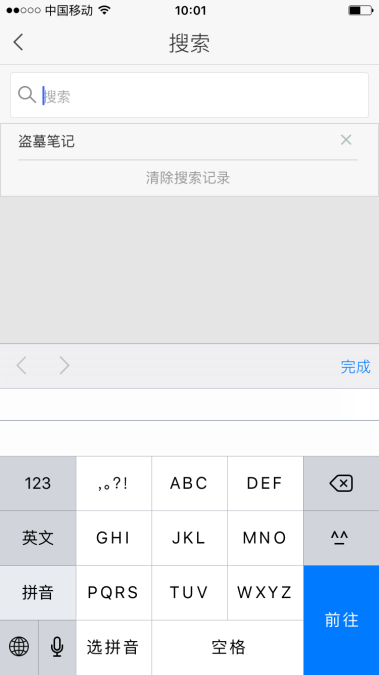 中国移动 10:01
搜索
搜索
盗墓笔记
清除搜索记录
完成
123 ,。?! ABC DEF
英文 GHI JKL MNO ^^
拼音 PQRS TUV WXYZ 前往
选拼音 空格